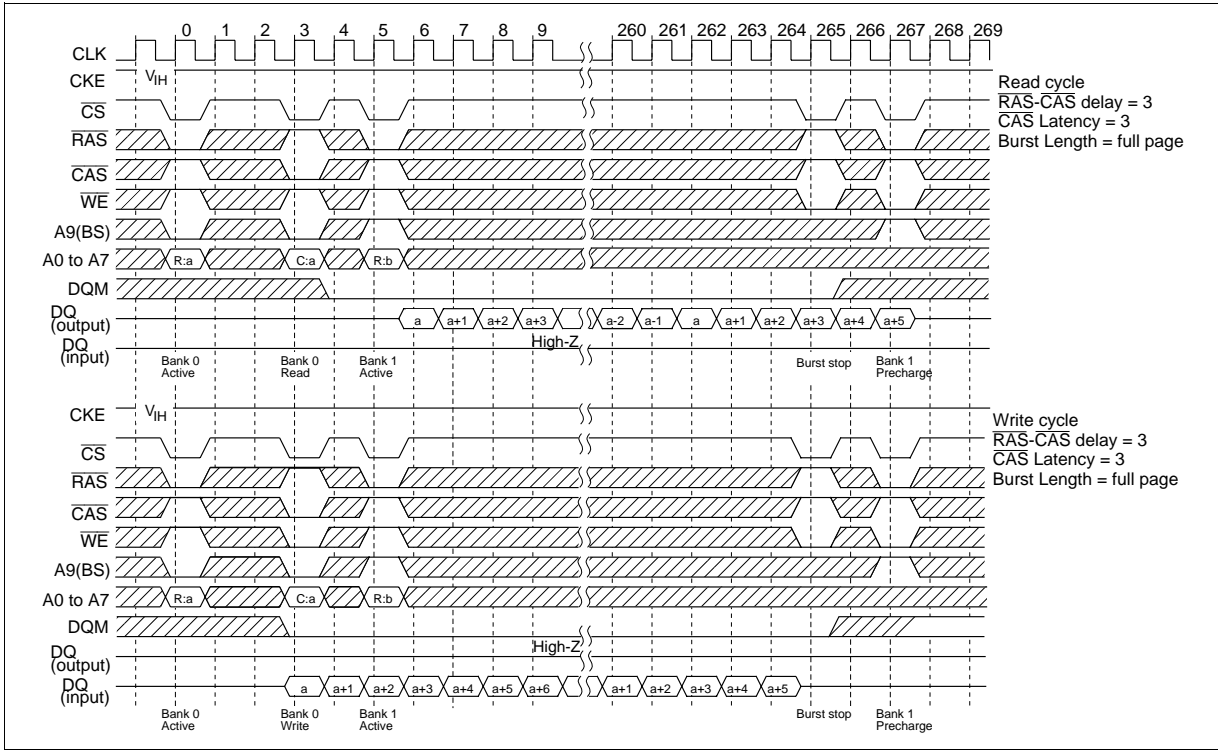 0 1 2 3 4 5 6 7 8 9 260 261 262 263 264 265 266 267 268 269
CLK
CKE VIH
CS
RAS
CAS
WE
A9(BS)
A0 to A7 R:a C:a R:b
DQM
DQ
(output) a a+1 a+2 a+3 a-2 a-1 a a+1 a+2 a+3 a+4 a+5
High-Z
DQ
(input)
Bank 0
Active
Bank 0
Read
Bank 1
Active
Burst stop
Bank 1
Precharge
Read cycle
RAS-CAS delay = 3
CAS Latency = 3
Burst Length = full page
CKE VIH
CS
RAS
CAS
WE
A9(BS)
A0 to A7 R:a C:a R:b
DQM
High-Z
DQ
(output)
DQ
(input) a a+1 a+2 a+3 a+4 a+5 a+6 a+1 a+2 a+3 a+4 a+5
Bank 0
Active
Bank 0
Write
Bank 1
Active
Burst stop
Bank 1
Precharge
Write cycle
RAS-CAS delay = 3
CAS Latency = 3
Burst Length = full page